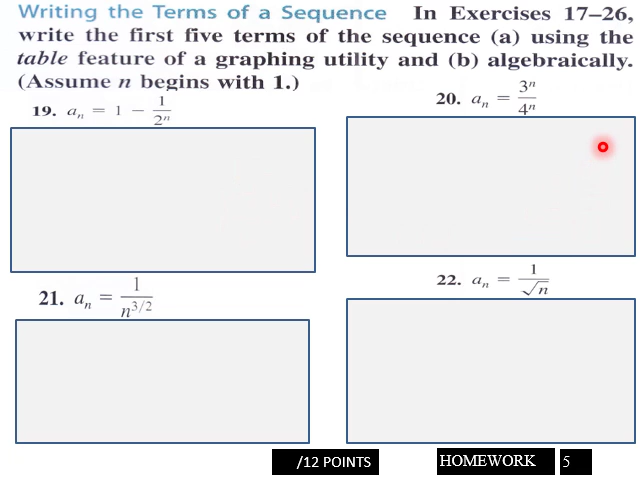 Writing the Terms of a Sequence In Exercises 17–26,
write the first five terms of the sequence (a) using the
table feature of a graphing utility and (b) algebraically.
(Assume n begins with 1.)
19. aₙ = 1 − 1/2ⁿ
20. aₙ = 3ⁿ/4ⁿ
21. aₙ = 1/n^(3/2)
22. aₙ = 1/√n
/12 POINTS
HOMEWORK 5